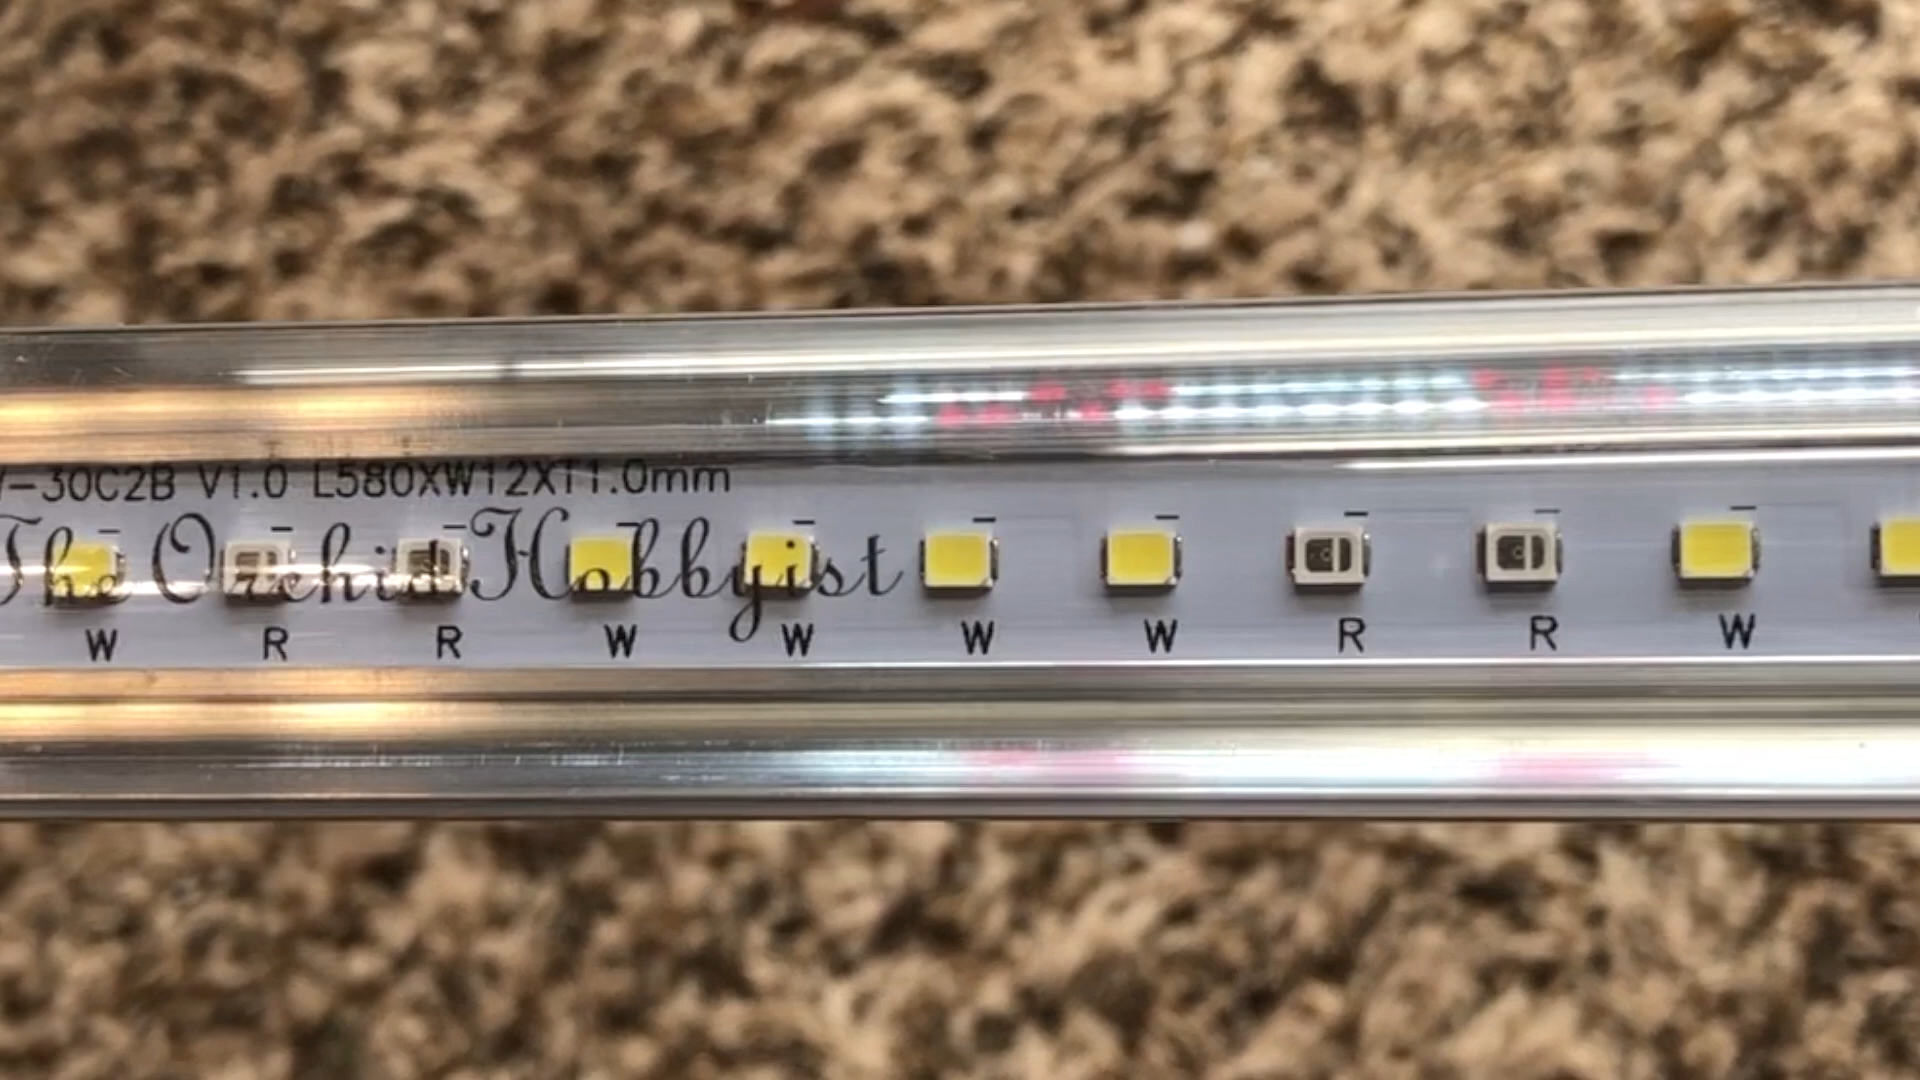 -30C2B V1.0 L580XW12XT1.0mm
The Orchid Hobbyist
W R R W W W W R R W